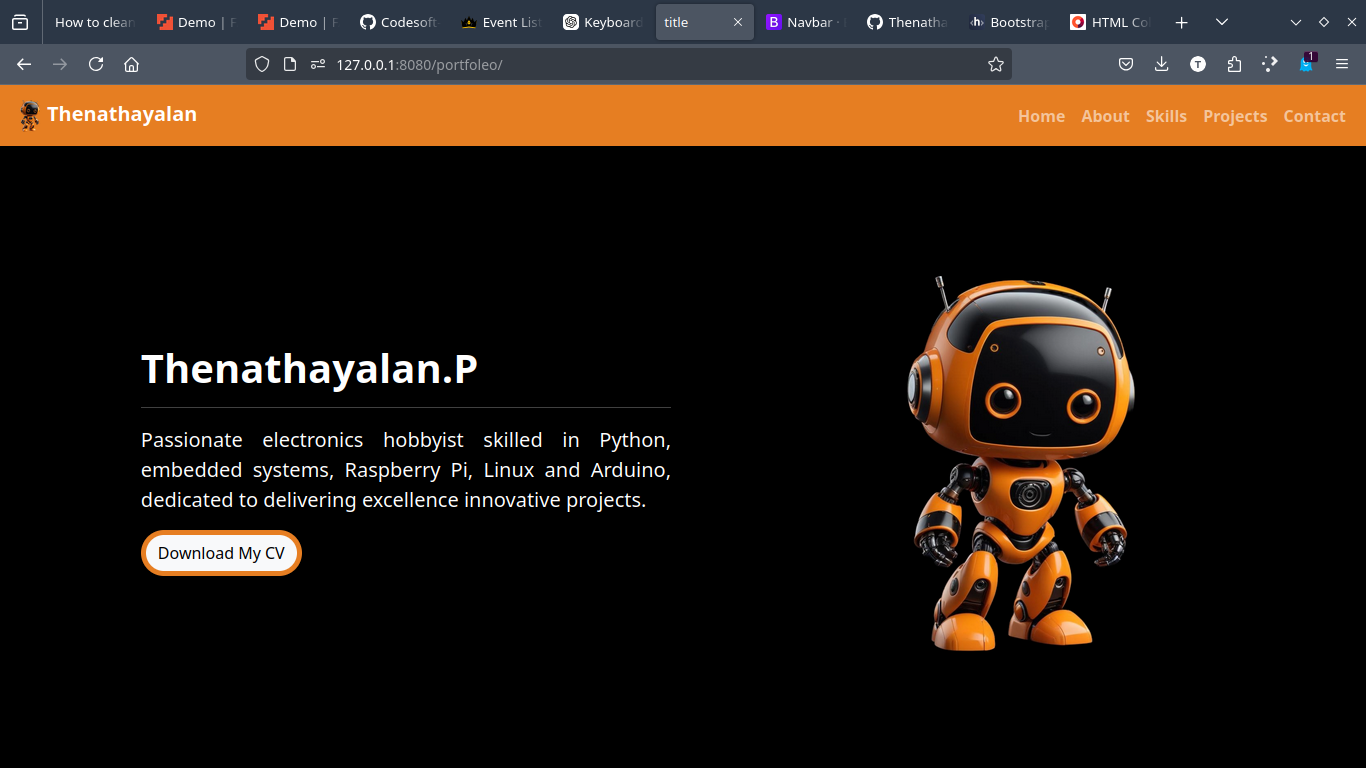 How to clean
Demo | F
Demo | F
Codesoft
Event List
Keyboard
title
Navbar ·
Thenatha
Bootstrap
HTML Co
127.0.0.1:8080/portfoleo/
T
1
Thenathayalan
Home About Skills Projects Contact
Thenathayalan.P
Passionate electronics hobbyist skilled in Python,
embedded systems, Raspberry Pi, Linux and Arduino,
dedicated to delivering excellence innovative projects.
Download My CV